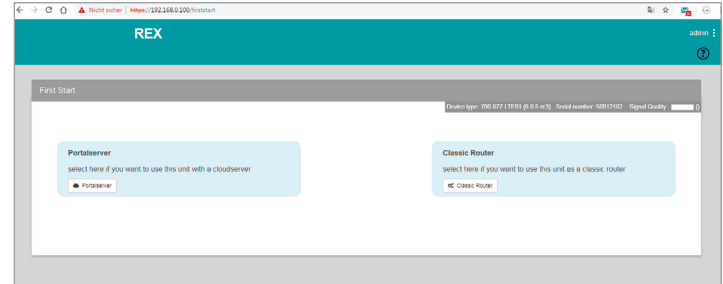 Nicht sicher | https://192.168.0.100/firststart
REX
admin
First Start
Device type: 700-877-LTE01 (6.0.5-rc3) Serial number: 50012102 Signal Quality: ()
Portalserver
select here if you want to use this unit with a cloudserver
Portalserver
Classic Router
select here if you want to use this unit as a classic router
Classic Router